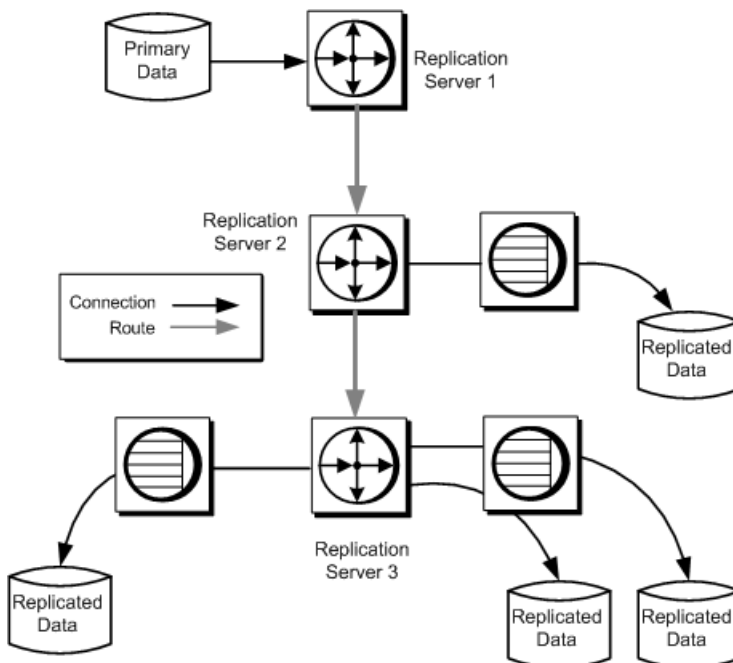 Primary
Data
Replication
Server 1
Replication
Server 2
Connection
Route
Replicated
Data
Replication
Server 3
Replicated
Data
Replicated
Data
Replicated
Data